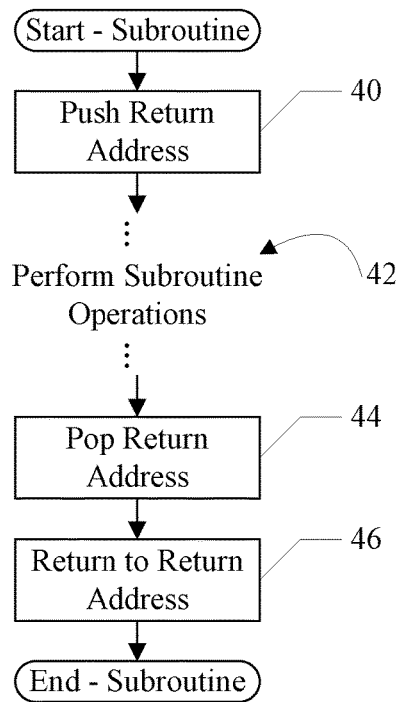 Start - Subroutine
Push Return
Address
40
⋮
Perform Subroutine
Operations
42
⋮
Pop Return
Address
44
Return to Return
Address
46
End - Subroutine